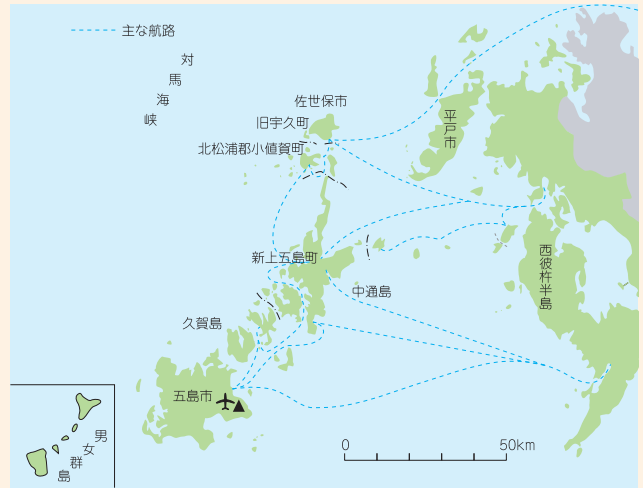 主な航路
対馬海峡
佐世保市
旧宇久町
平戸市
北松浦郡小値賀町
新上五島町
西彼杵半島
中通島
久賀島
五島市
男女群島
0 50km